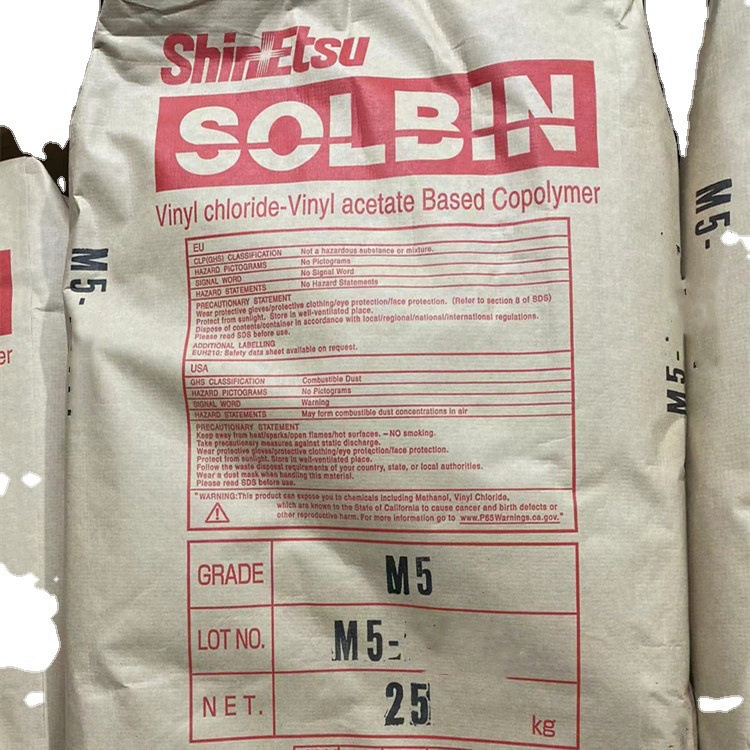 ShinEtsu
SOLBIN
Vinyl chloride-Vinyl acetate Based Copolymer
EU
CLP(GHS) CLASSIFICATION Not a hazardous substance or mixture.
HAZARD PICTOGRAMS No Pictograms
SIGNAL WORD No Signal Word
HAZARD STATEMENTS No Hazard Statements
PRECAUTIONARY STATEMENT
Wear protective gloves/protective clothing/eye protection/face protection. (Refer to section 8 of SDS)
Protect from sunlight. Store in well-ventilated place.
Dispose of contents/container in accordance with local/regional/national/international regulations.
Please read SDS before use.
ADDITIONAL LABELLING
EUH210: Safety data sheet available on request.
USA
GHS CLASSIFICATION Combustible Dust
HAZARD PICTOGRAMS No Pictograms
SIGNAL WORD Warning
HAZARD STATEMENTS May form combustible dust concentrations in air
PRECAUTIONARY STATEMENT
Keep away from heat/sparks/open flames/hot surfaces. – NO smoking.
Take precautionary measures against static discharge.
Wear protective gloves/protective clothing/eye protection/face protection.
Protect from sunlight. Store in well-ventilated place.
Follow the waste disposal requirements of your country, state, or local authorities.
Wear a dust mask when handling this material.
Please read SDS before use.
"WARNING:This product can expose you to chemicals including Methanol, Vinyl Chloride,
which are known to the State of California to cause cancer and birth defects or
other reproductive harm. For more information go to www.P65Warnings.ca.gov."
GRADE M5
LOT NO. M5-
NET. 25 kg
M5-
M5-
M5-
er